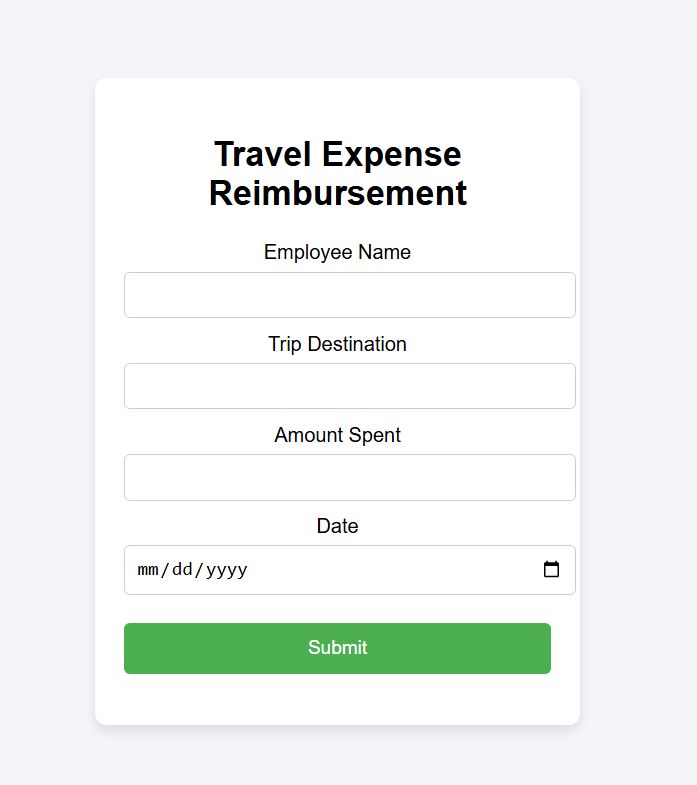 Travel Expense
Reimbursement
Employee Name
Trip Destination
Amount Spent
Date
mm/dd/yyyy
Submit